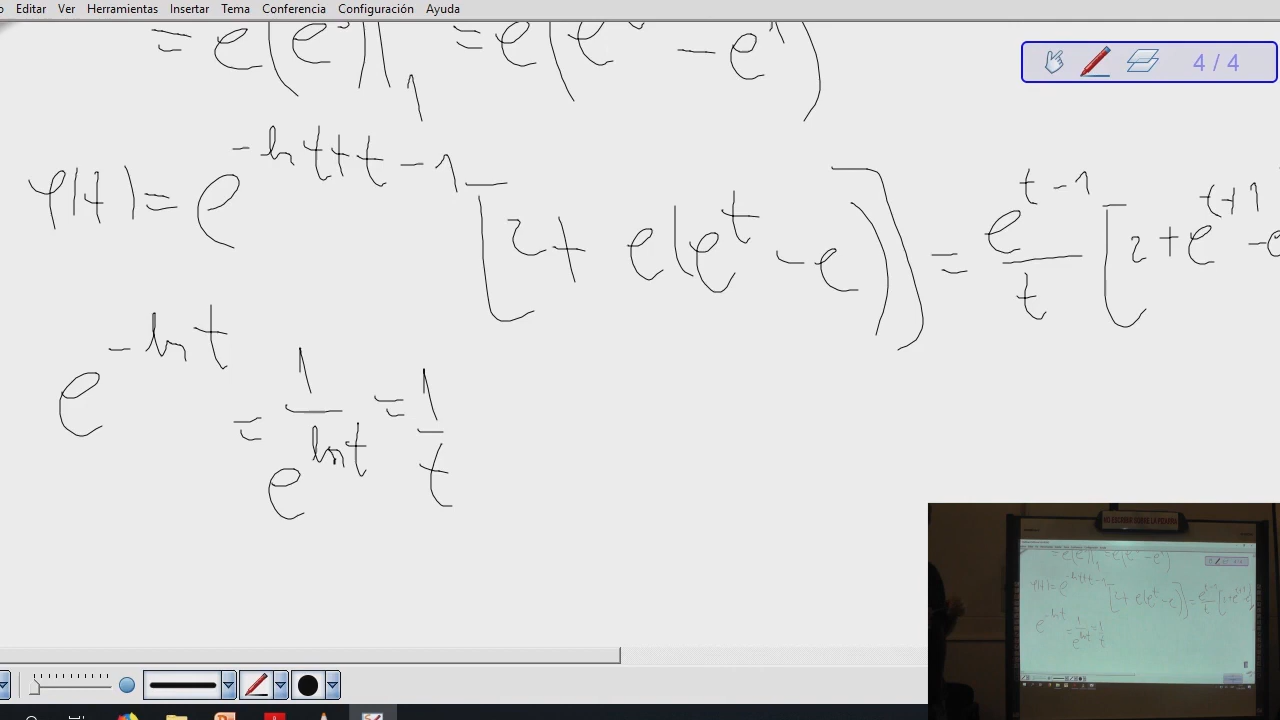 Editar Ver Herramientas Insertar Tema Conferencia Configuración Ayuda
4 / 4
= e(e^s)|_1 = e(e^t - e^1)
φ(t) = e^{-ln t + t - 1} [2 + e(e^t - e)] = e^{t-1}/t [2 + e^{t+1} - e
e^{-ln t} = 1/e^{ln t} = 1/t